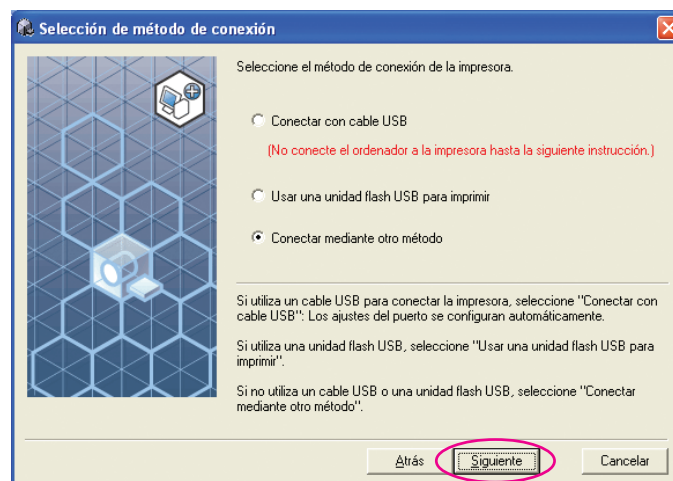 Selección de método de conexión
Seleccione el método de conexión de la impresora.
Conectar con cable USB
(No conecte el ordenador a la impresora hasta la siguiente instrucción.)
Usar una unidad flash USB para imprimir
Conectar mediante otro método
Si utiliza un cable USB para conectar la impresora, seleccione "Conectar con
cable USB": Los ajustes del puerto se configuran automáticamente.
Si utiliza una unidad flash USB, seleccione "Usar una unidad flash USB para
imprimir".
Si no utiliza un cable USB o una unidad flash USB, seleccione "Conectar
mediante otro método".
Atrás
Siguiente
Cancelar